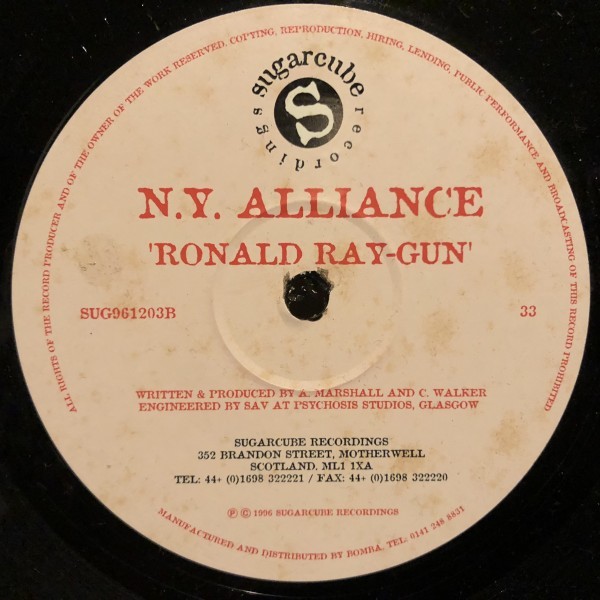 ALL RIGHTS OF THE RECORD PRODUCER AND OF THE OWNER OF THE WORK RESERVED. COPYING, REPRODUCTION, HIRING, LENDING, PUBLIC PERFORMANCE AND BROADCASTING OF THIS RECORD PROHIBITED
sugarcube
S
recordings
N.Y. ALLIANCE
'RONALD RAY-GUN'
SUG961203B
33
WRITTEN & PRODUCED BY A. MARSHALL AND C. WALKER
ENGINEERED BY SAV AT PSYCHOSIS STUDIOS, GLASGOW
SUGARCUBE RECORDINGS
352 BRANDON STREET, MOTHERWELL
SCOTLAND, ML1 1XA
TEL: 44+ (0)1698 322221 / FAX: 44+ (0)1698 322220
Ⓟ © 1996 SUGARCUBE RECORDINGS
MANUFACTURED AND DISTRIBUTED BY BOMBA. TEL: 0141 248 8831